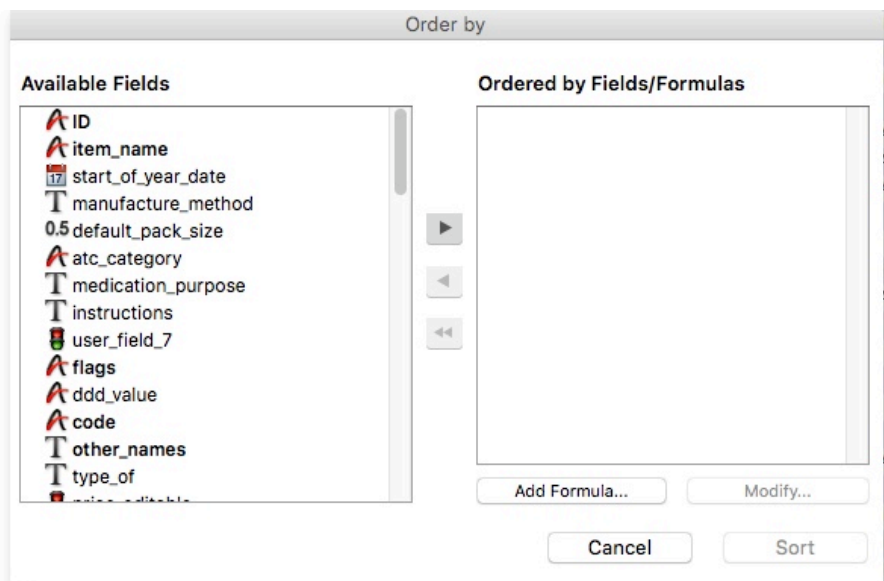 Order by
Available Fields
Ordered by Fields/Formulas
ID
item_name
17 start_of_year_date
T manufacture_method
0.5 default_pack_size
atc_category
T medication_purpose
T instructions
user_field_7
flags
ddd_value
code
T other_names
T type_of
Add Formula...
Modify...
Cancel
Sort